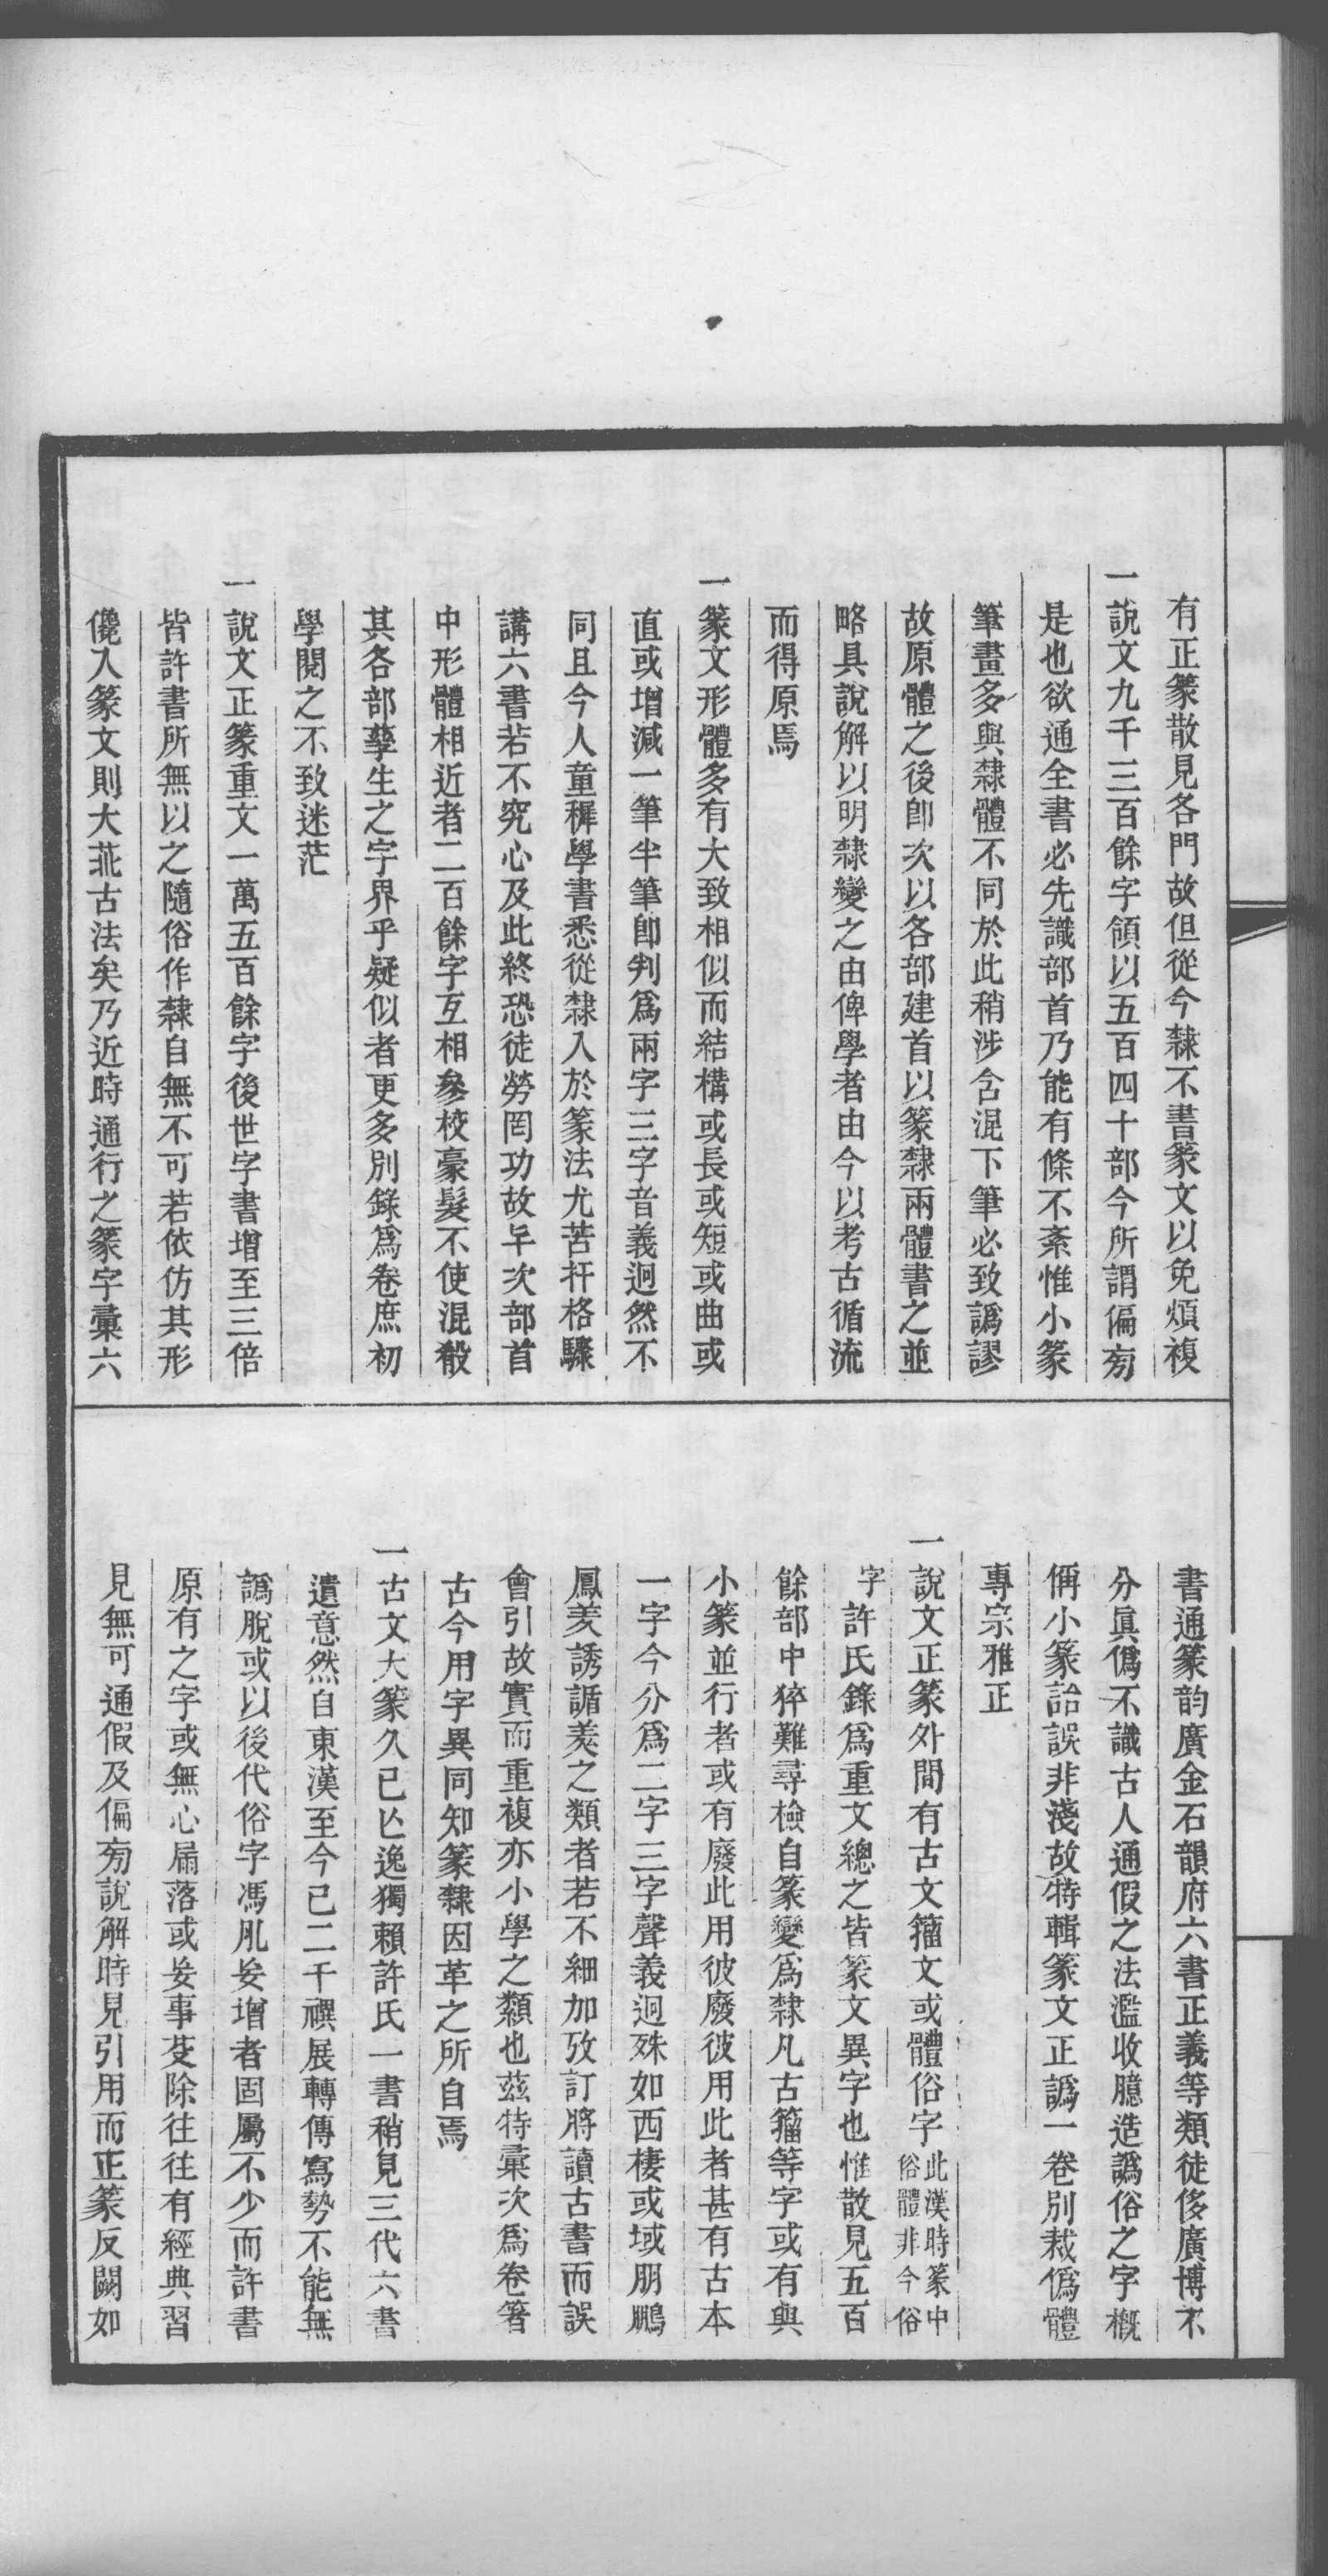 有正篆散見各門故但從今隸不書篆文以免煩複
一說文九千三百餘字領以五百四十部今所謂偏㫄
是也欲通全書必先識部首乃能有條不紊惟小篆
筆畫多與隸體不同於此稍涉含混下筆必致譌謬
故原體之後卽次以各部建首以篆隸兩體書之並
略具說解以明隸變之由俾學者由今以考古循流
而得原焉
一篆文形體多有大致相似而結構或長或短或曲或
直或增減一筆半筆卽判爲兩字三字音義迥然不
同且今人童穉學書悉從隸入於篆法尤苦扞格驟
講六書若不究心及此終恐徒勞罔功故㠯次部首
中形體相近者二百餘字互相參校豪髮不使混殽
其各部孳生之字界乎疑似者更多別錄爲卷庶初
學閱之不致迷茫
一說文正篆重文一萬五百餘字後世字書增至三倍
皆許書所無以之隨俗作隸自無不可若依仿其形
儳入篆文則大乖古法矣乃近時通行之篆字彙六
書通篆韵廣金石韻府六書正義等類徒侈廣博不
分眞僞不識古人通假之法濫收臆造譌俗之字槪
偁小篆詒誤非淺故特輯篆文正譌一卷別裁僞體
專宗雅正
一說文正篆外閒有古文籒文或體俗字此漢時篆中俗體非今俗
字許氏錄爲重文總之皆篆文異字也惟散見五百
餘部中猝難尋檢自篆變爲隸凡古籒等字或有與
小篆並行者或有廢此用彼廢彼用此者甚有古本
一字今分爲二字三字聲義迥殊如西棲或域朋鵬
鳳羑誘䛻羑之類者若不細加攷訂將讀古書而誤
會引故實而重複亦小學之纇也茲特彙次爲卷箸
古今用字異同知篆隸因革之所自焉
一古文大篆久已亾逸獨賴許氏一書稍見三代六書
遺意然自東漢至今已二千禩展轉傳寫勢不能無
譌脫或以後代俗字馮肊妄增者固屬不少而許書
原有之字或無心屚落或妄事芟除往往有經典習
見無可通假及偏㫄說解時見引用而正篆反闕如